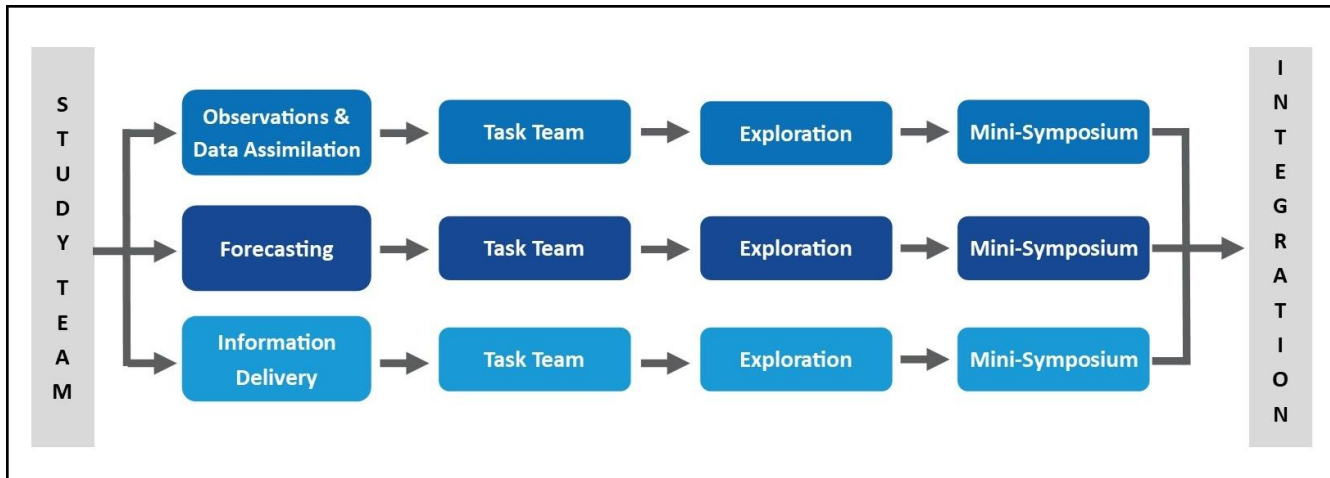 STUDY TEAM
Observations &
Data Assimilation
Task Team
Exploration
Mini-Symposium
Forecasting
Task Team
Exploration
Mini-Symposium
Information
Delivery
Task Team
Exploration
Mini-Symposium
INTEGRATION